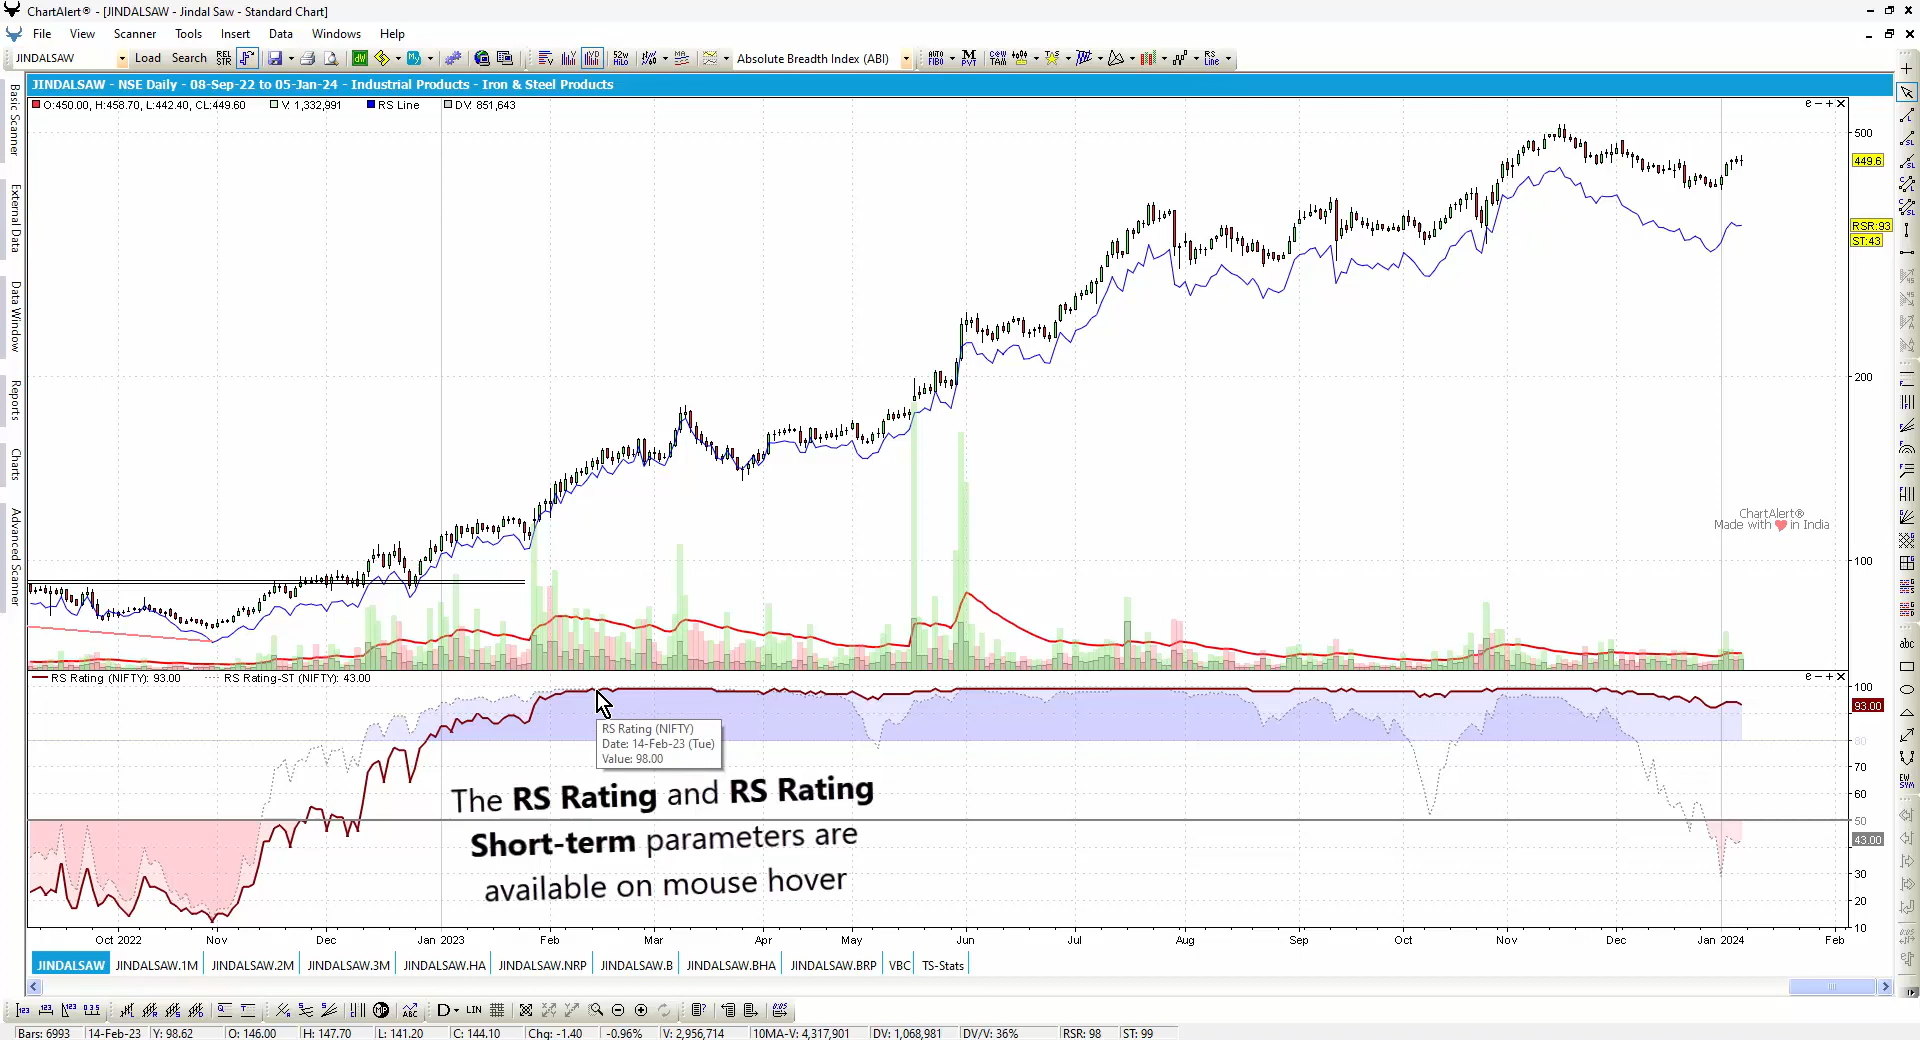 ChartAlert® - [JINDALSAW - Jindal Saw - Standard Chart]
File View Scanner Tools Insert Data Windows Help
JINDALSAW Load Search REL STR Absolute Breadth Index (ABI)
JINDALSAW - NSE Daily - 08-Sep-22 to 05-Jan-24 - Industrial Products - Iron & Steel Products
O:450.00, H:458.70, L:442.40, CL:449.60 V: 1,332,991 RS Line DV: 851,643
Basic Scanner
External Data
Data Window
Reports
Charts
Advanced Scanner
500
449.6
RSR:93
ST:43
200
100
ChartAlert®
Made with ❤ in India
RS Rating (NIFTY): 93.00 RS Rating-ST (NIFTY): 43.00
100
93.00
80
70
60
50
43.00
30
20
10
RS Rating (NIFTY)
Date: 14-Feb-23 (Tue)
Value: 98.00
The RS Rating and RS Rating
Short-term parameters are
available on mouse hover
Oct 2022 Nov Dec Jan 2023 Feb Mar Apr May Jun Jul Aug Sep Oct Nov Dec Jan 2024 Feb
JINDALSAW JINDALSAW.1M JINDALSAW.2M JINDALSAW.3M JINDALSAW.HA JINDALSAW.NRP JINDALSAW.B JINDALSAW.BHA JINDALSAW.BRP VBC TS-Stats
D LIN
Bars: 6993 14-Feb-23 Y: 98.62 O: 146.00 H: 147.70 L: 141.20 C: 144.10 Chg: -1.40 -0.96% V: 2,956,714 10MA-V: 4,317,901 DV: 1,068,981 DV/V: 36% RSR: 98 ST: 99